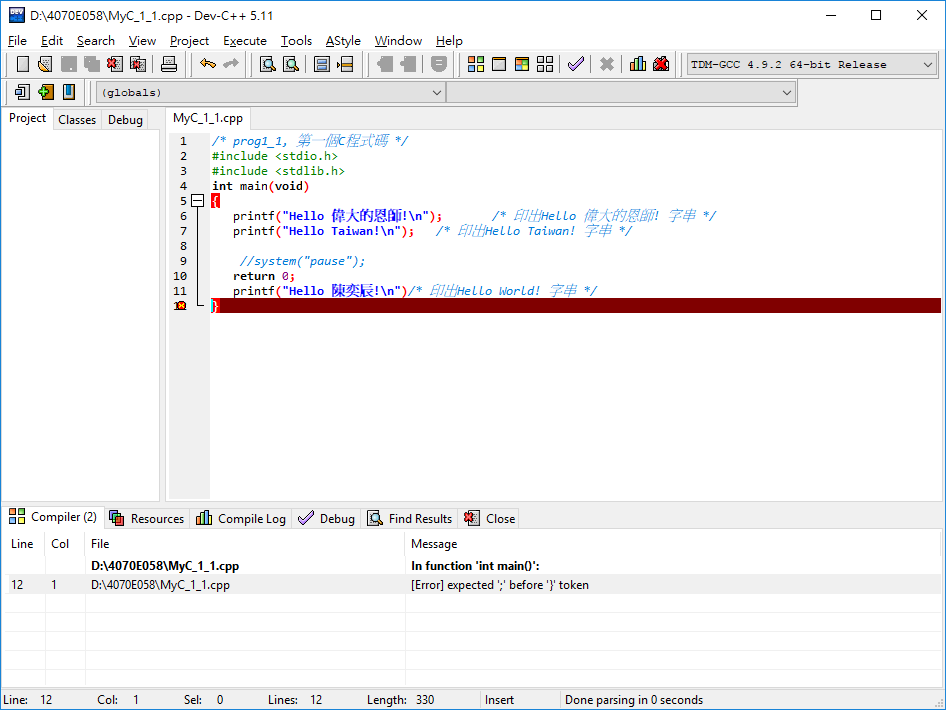 D:\4070E058\MyC_1_1.cpp - Dev-C++ 5.11
File Edit Search View Project Execute Tools AStyle Window Help
TDM-GCC 4.9.2 64-bit Release
(globals)
Project Classes Debug
MyC_1_1.cpp
1 /* prog1_1, 第一個C程式碼 */
2 #include <stdio.h>
3 #include <stdlib.h>
4 int main(void)
5 {
6 printf("Hello 偉大的恩師!\n"); /* 印出Hello 偉大的恩師! 字串 */
7 printf("Hello Taiwan!\n"); /* 印出Hello Taiwan! 字串 */
8
9 //system("pause");
10 return 0;
11 printf("Hello 陳奕辰!\n")/* 印出Hello World! 字串 */
12 }
Compiler (2) Resources Compile Log Debug Find Results Close
Line Col File Message
D:\4070E058\MyC_1_1.cpp In function 'int main()':
12 1 D:\4070E058\MyC_1_1.cpp [Error] expected ';' before '}' token
Line: 12 Col: 1 Sel: 0 Lines: 12 Length: 330 Insert Done parsing in 0 seconds